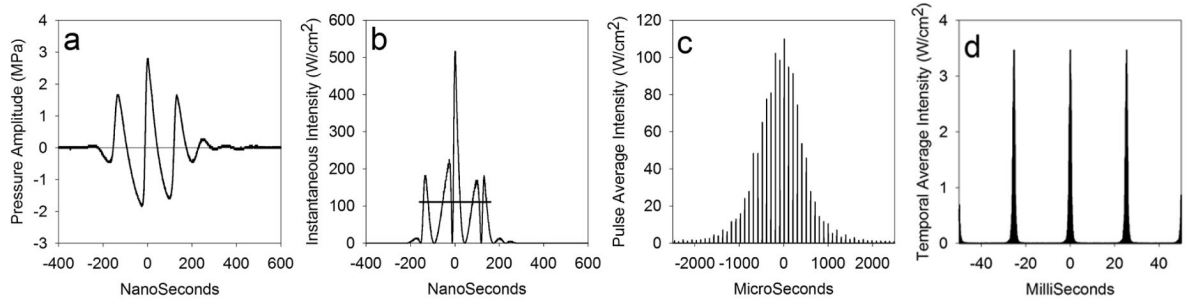 a
Pressure Amplitude (MPa)
4
3
2
1
0
-1
-2
-3
-400 -200 0 200 400 600
NanoSeconds
b
Instantaneous Intensity (W/cm²)
600
500
400
300
200
100
0
-400 -200 0 200 400 600
NanoSeconds
c
Pulse Average Intensity (W/cm²)
120
100
80
60
40
20
0
-2000 -1000 0 1000 2000
MicroSeconds
d
Temporal Average Intensity (W/cm²)
4
3
2
1
0
-40 -20 0 20 40
MilliSeconds